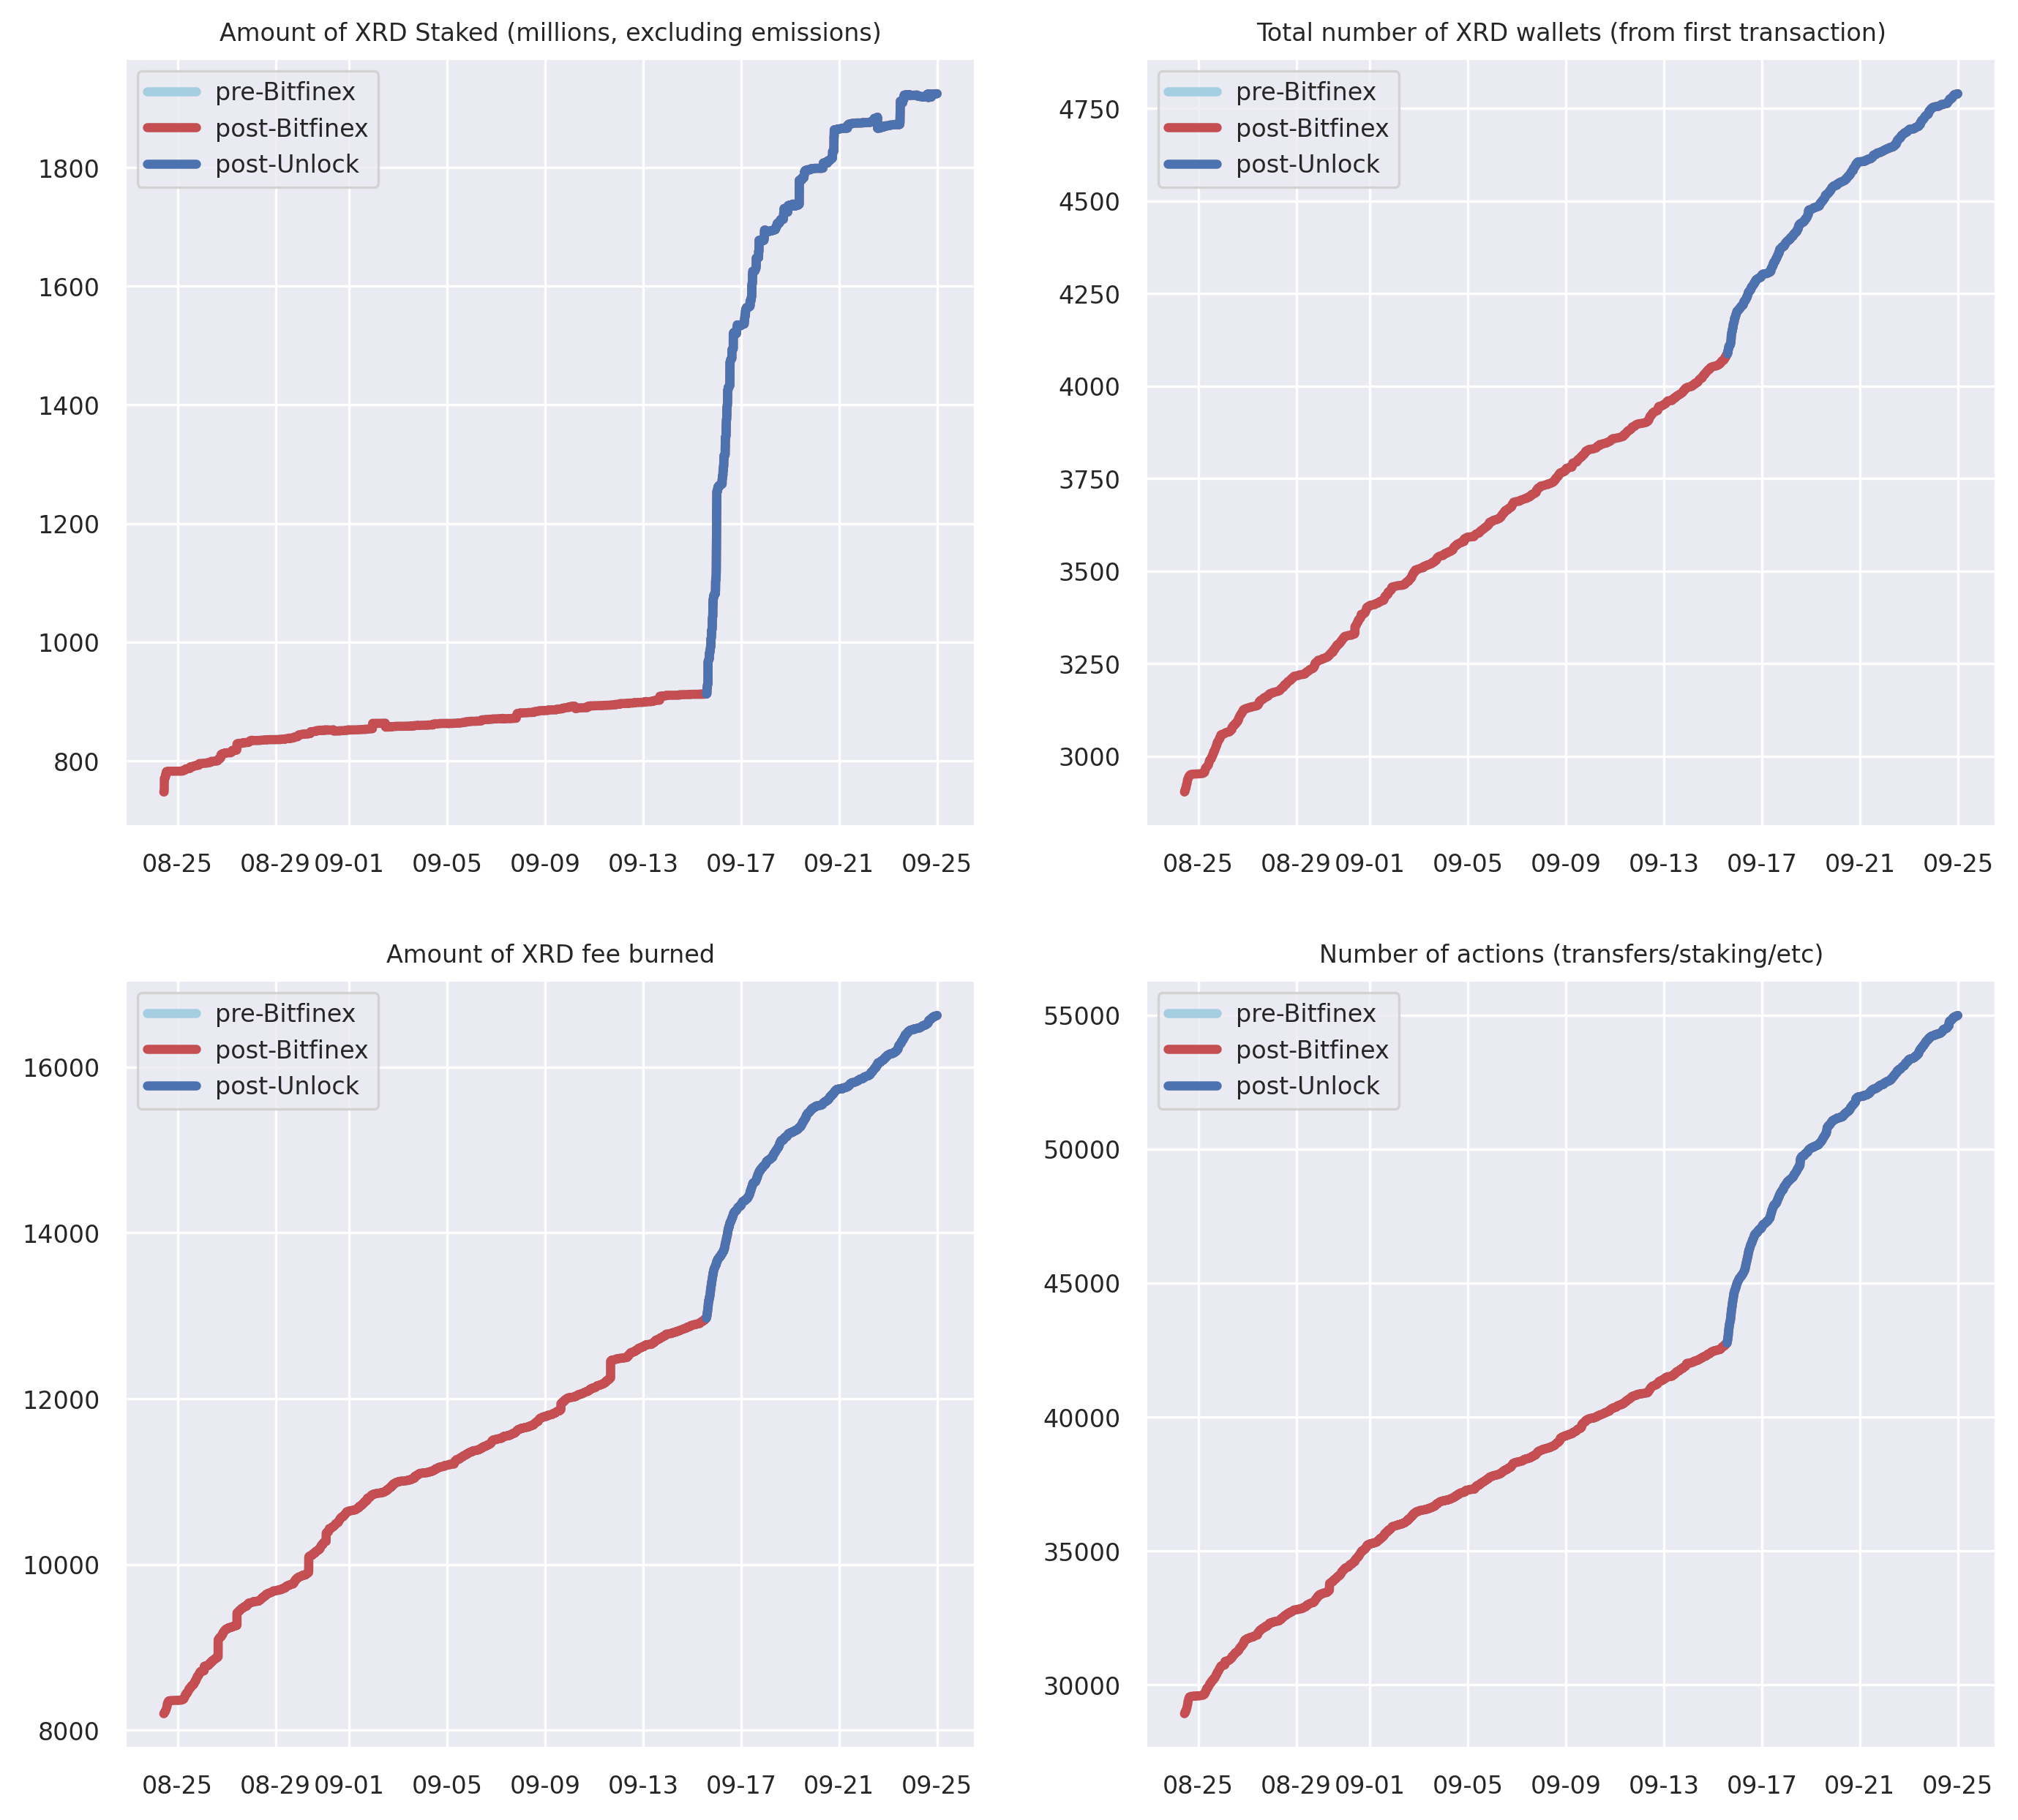 Amount of XRD Staked (millions, excluding emissions)
pre-Bitfinex
post-Bitfinex
post-Unlock
1800
1600
1400
1200
1000
800
08-25 08-29 09-01 09-05 09-09 09-13 09-17 09-21 09-25
Total number of XRD wallets (from first transaction)
pre-Bitfinex
post-Bitfinex
post-Unlock
4750
4500
4250
4000
3750
3500
3250
3000
08-25 08-29 09-01 09-05 09-09 09-13 09-17 09-21 09-25
Amount of XRD fee burned
pre-Bitfinex
post-Bitfinex
post-Unlock
16000
14000
12000
10000
8000
08-25 08-29 09-01 09-05 09-09 09-13 09-17 09-21 09-25
Number of actions (transfers/staking/etc)
pre-Bitfinex
post-Bitfinex
post-Unlock
55000
50000
45000
40000
35000
30000
08-25 08-29 09-01 09-05 09-09 09-13 09-17 09-21 09-25